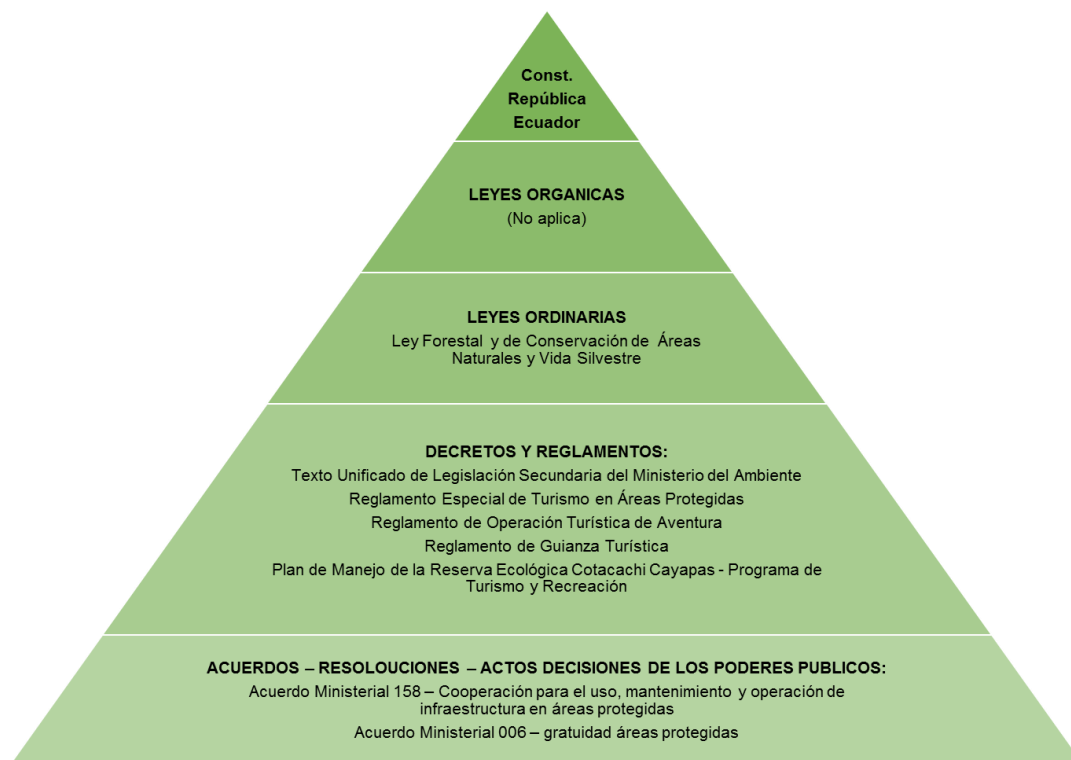 Const.
República
Ecuador
LEYES ORGANICAS
(No aplica)
LEYES ORDINARIAS
Ley Forestal y de Conservación de Áreas
Naturales y Vida Silvestre
DECRETOS Y REGLAMENTOS:
Texto Unificado de Legislación Secundaria del Ministerio del Ambiente
Reglamento Especial de Turismo en Áreas Protegidas
Reglamento de Operación Turística de Aventura
Reglamento de Guianza Turística
Plan de Manejo de la Reserva Ecológica Cotacachi Cayapas - Programa de
Turismo y Recreación
ACUERDOS – RESOLOUCIONES – ACTOS DECISIONES DE LOS PODERES PUBLICOS:
Acuerdo Ministerial 158 – Cooperación para el uso, mantenimiento y operación de
infraestructura en áreas protegidas
Acuerdo Ministerial 006 – gratuidad áreas protegidas